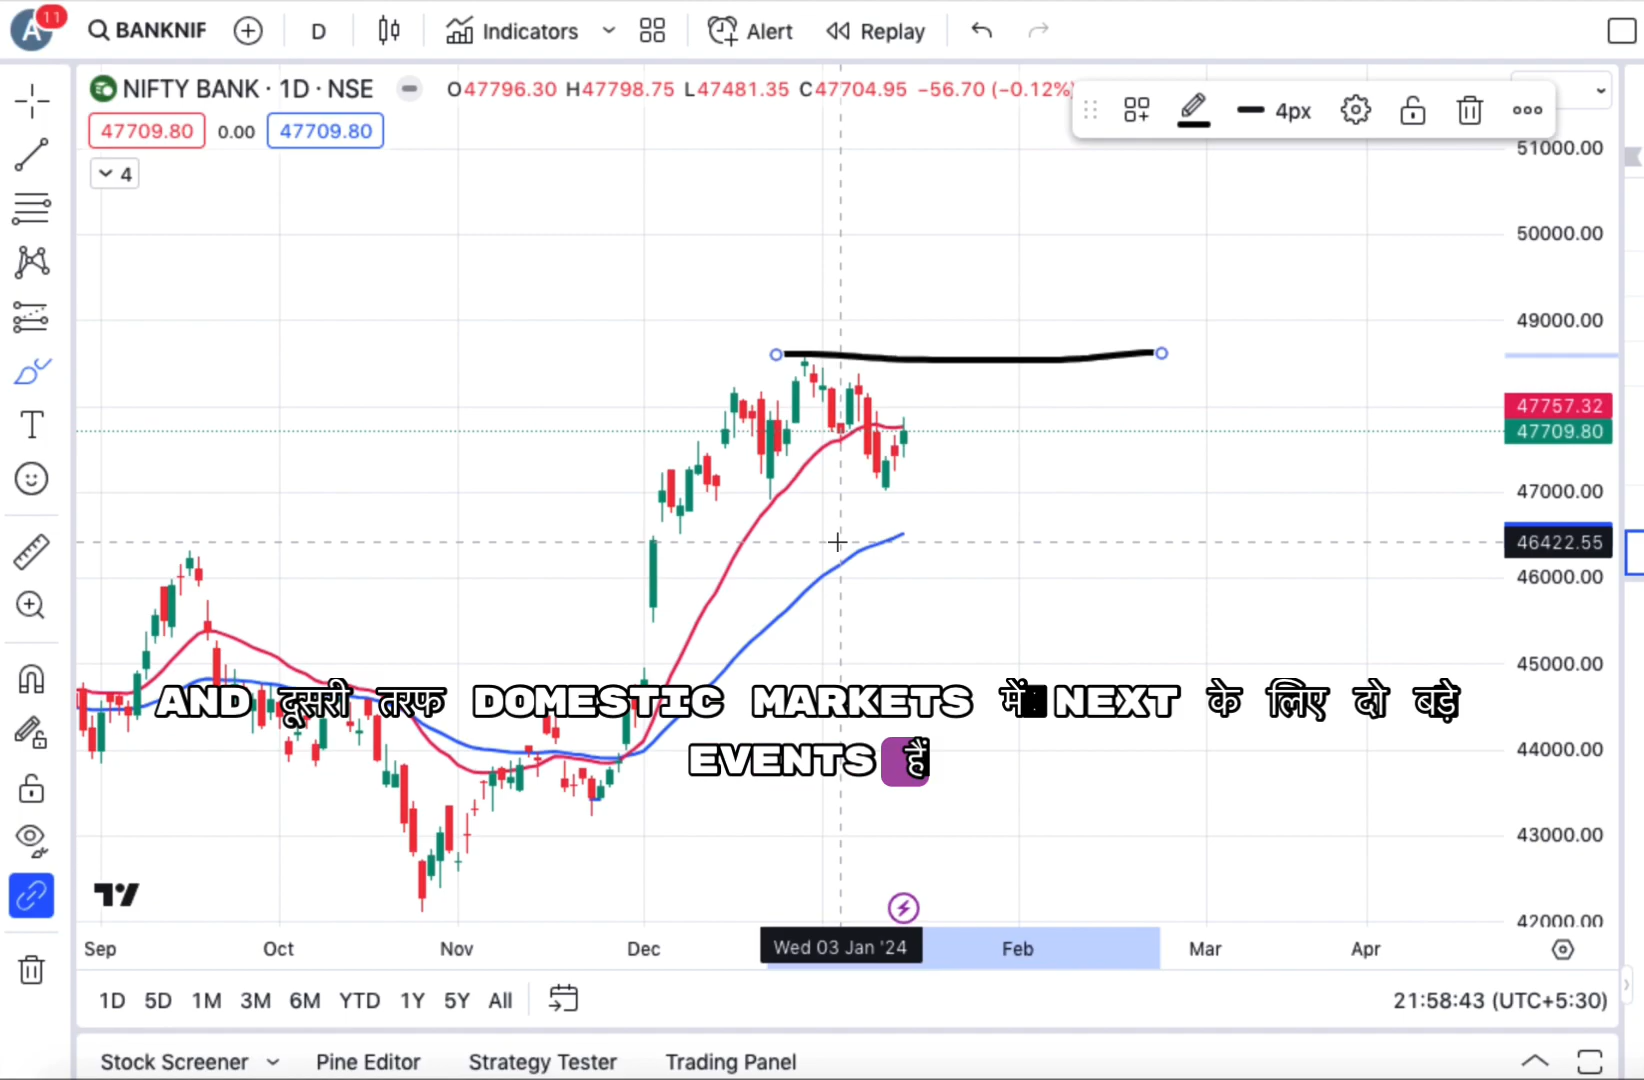 A 11 BANKNIF D Indicators Alert Replay
NIFTY BANK · 1D · NSE O47796.30 H47798.75 L47481.35 C47704.95 −56.70 (−0.12%)
4px
47709.80 0.00 47709.80
4
51000.00
50000.00
49000.00
47757.32
47709.80
47000.00
46422.55
46000.00
45000.00
AND दूसरी तरफ DOMESTIC MARKETS में NEXT के लिए दो बड़े
EVENTS हैं
44000.00
43000.00
42000.00
Sep Oct Nov Dec Wed 03 Jan '24 Feb Mar Apr
1D 5D 1M 3M 6M YTD 1Y 5Y All 21:58:43 (UTC+5:30)
Stock Screener Pine Editor Strategy Tester Trading Panel